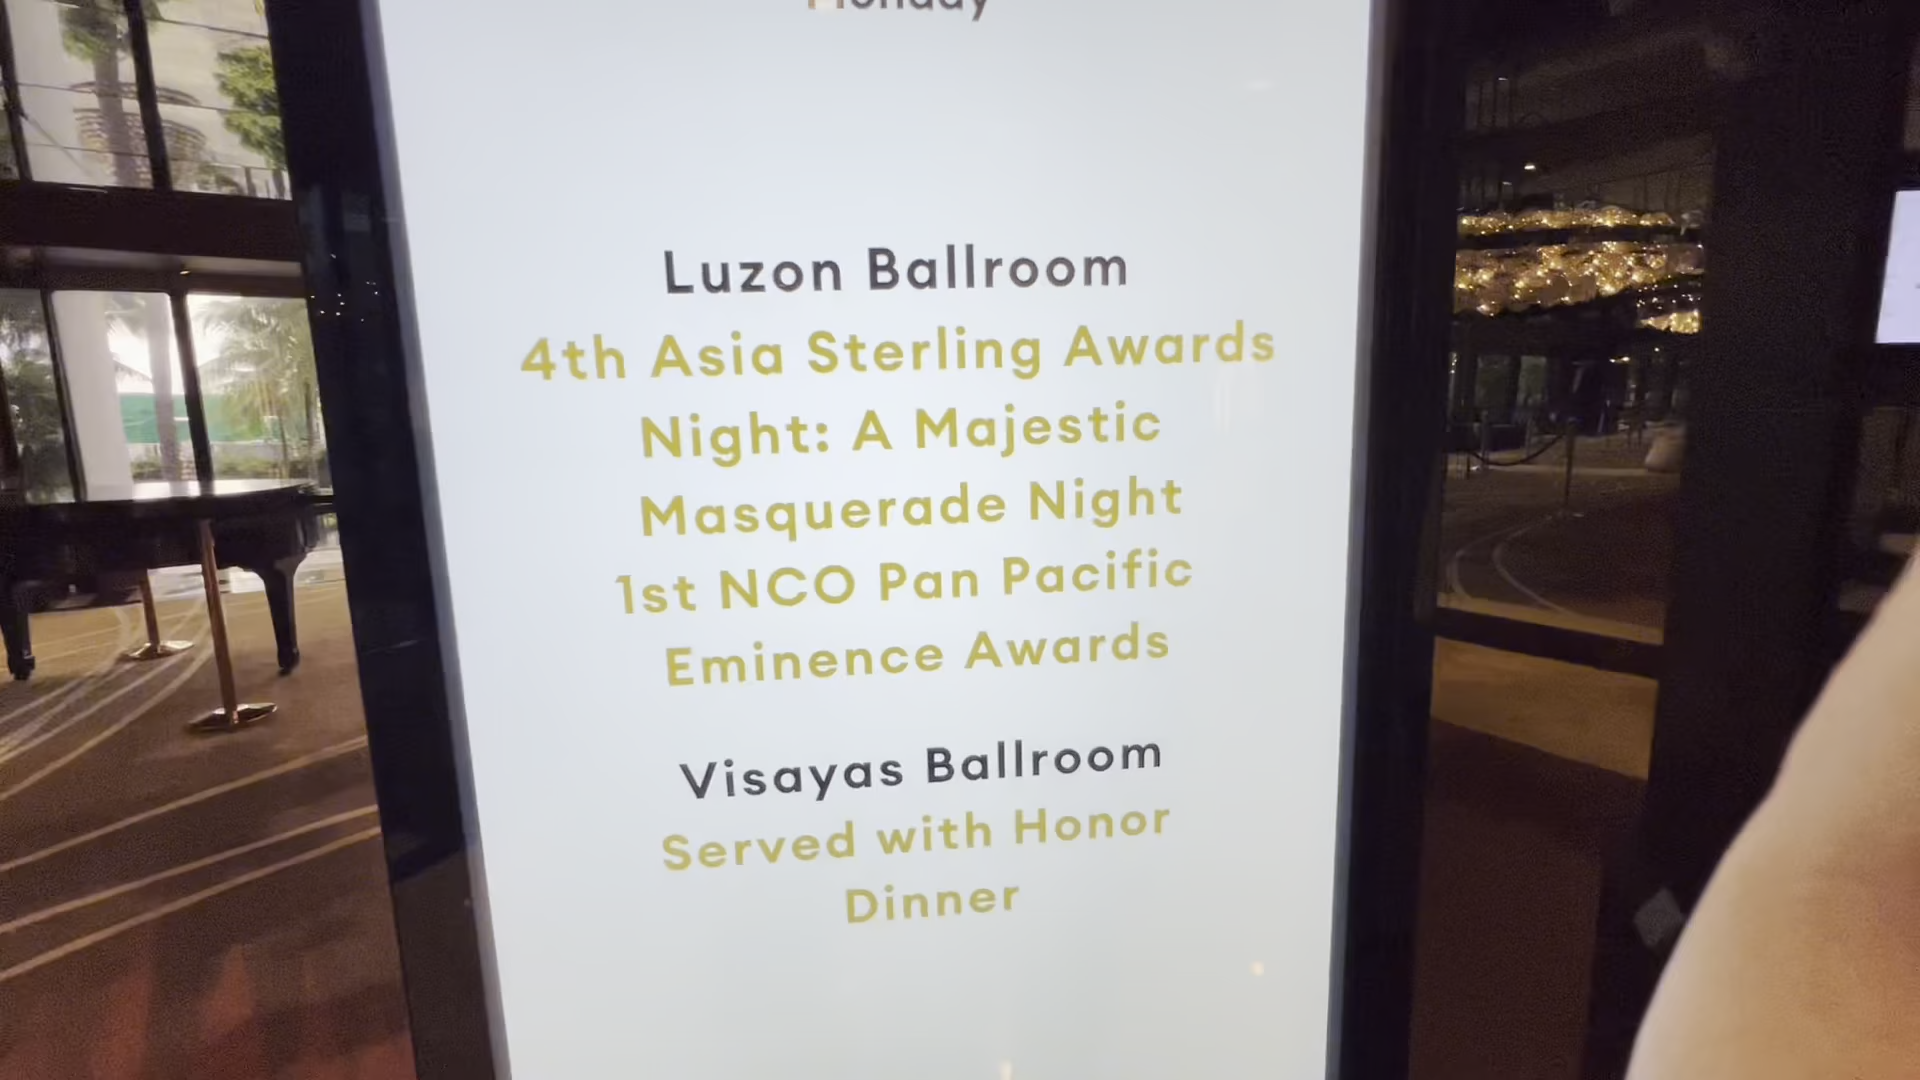 Monday
Luzon Ballroom
4th Asia Sterling Awards
Night: A Majestic
Masquerade Night
1st NCO Pan Pacific
Eminence Awards
Visayas Ballroom
Served with Honor
Dinner